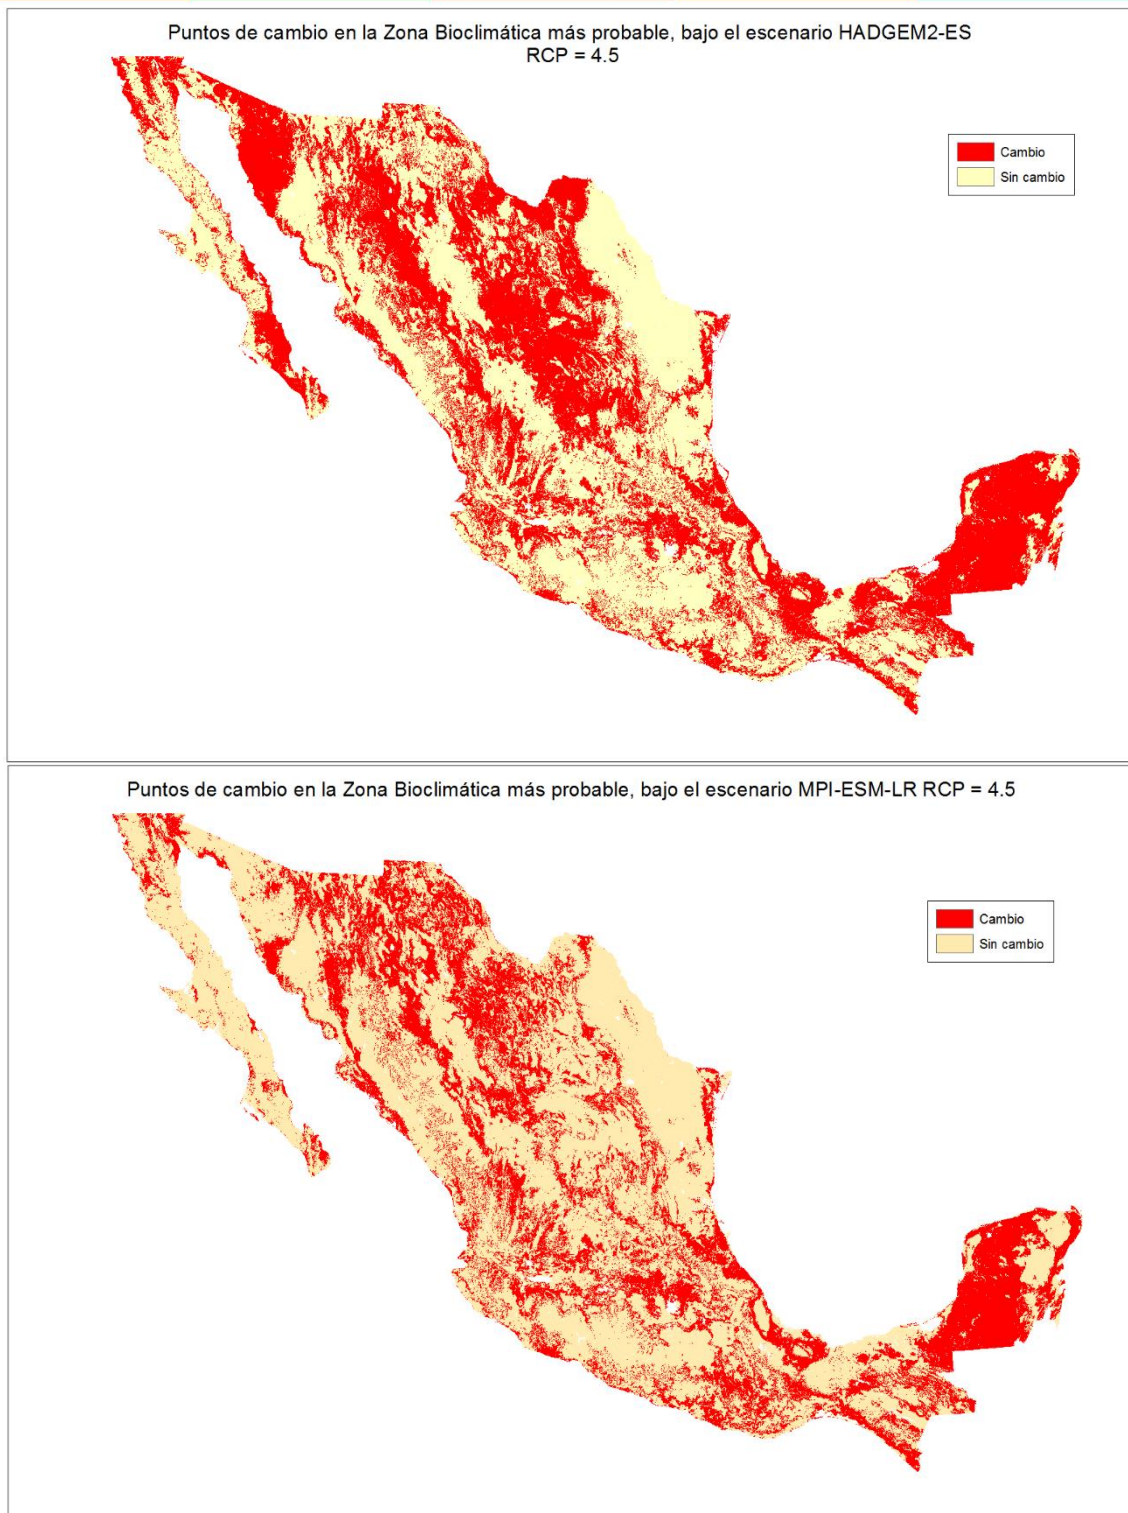 Puntos de cambio en la Zona Bioclimática más probable, bajo el escenario HADGEM2-ES
RCP = 4.5
Cambio
Sin cambio
Puntos de cambio en la Zona Bioclimática más probable, bajo el escenario MPI-ESM-LR RCP = 4.5
Cambio
Sin cambio